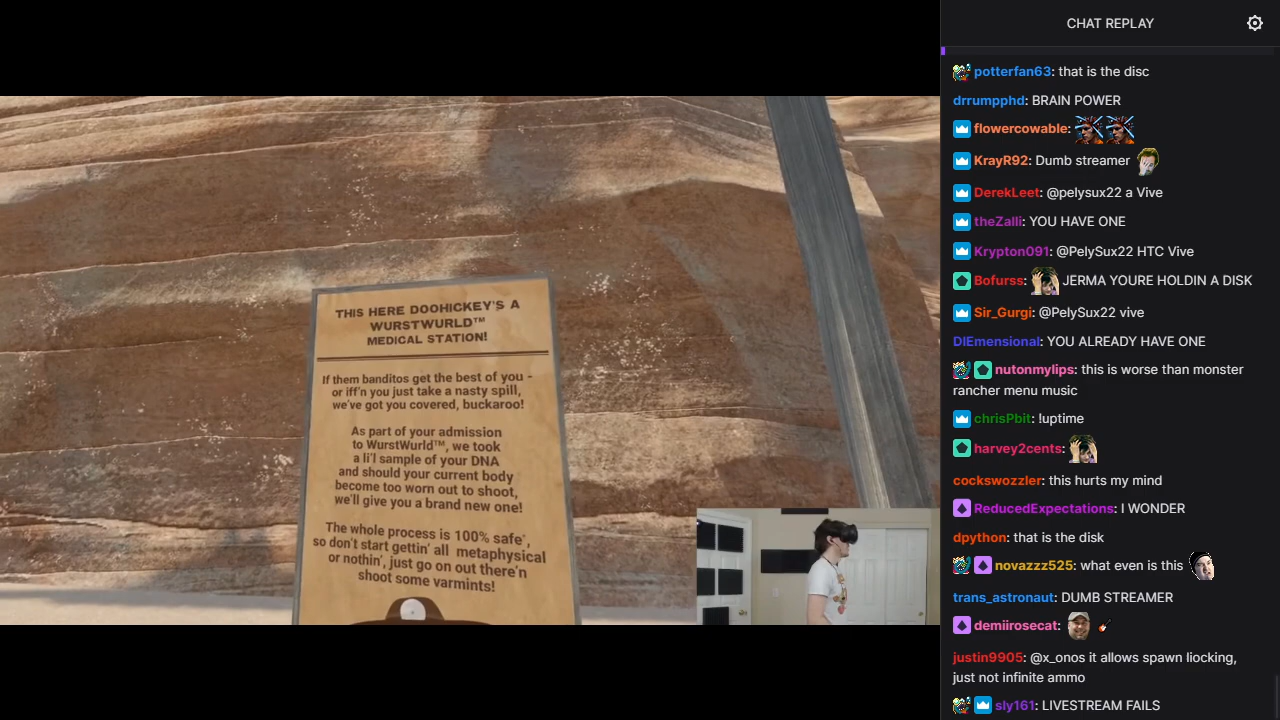 CHAT REPLAY
potterfan63: that is the disc
drrumpphd: BRAIN POWER
flowercowable:
KrayR92: Dumb streamer
DerekLeet: @pelysux22 a Vive
theZalli: YOU HAVE ONE
Krypton091: @PelySux22 HTC Vive
Bofurss: JERMA YOURE HOLDIN A DISK
Sir_Gurgi: @PelySux22 vive
DIEmensional: YOU ALREADY HAVE ONE
nutonmylips: this is worse than monster
rancher menu music
chrisPbit: !uptime
harvey2cents:
cockswozzler: this hurts my mind
ReducedExpectations: I WONDER
dpython: that is the disk
novazzz525: what even is this
trans_astronaut: DUMB STREAMER
demiirosecat:
justin9905: @x_onos it allows spawn liocking,
just not infinite ammo
sly161: LIVESTREAM FAILS
THIS HERE DOOHICKEY'S A
WURSTWURLD™
MEDICAL STATION!
If them banditos get the best of you -
or iff'n you just take a nasty spill,
we've got you covered, buckaroo!
As part of your admission
to WurstWurld™, we took
a li'l sample of your DNA
and should your current body
become too worn out to shoot,
we'll give you a brand new one!
The whole process is 100% safe*,
so don't start gettin' all metaphysical
or nothin', just go on out there'n
shoot some varmints!